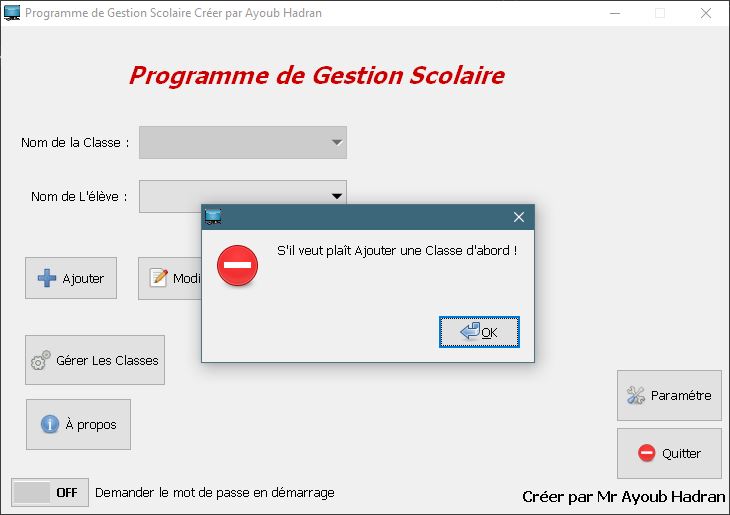 Programme de Gestion Scolaire Créer par Ayoub Hadran
Programme de Gestion Scolaire
Nom de la Classe :
Nom de L'élève :
S'il veut plaît Ajouter une Classe d'abord !
OK
Ajouter
Modi
Gérer Les Classes
À propos
Paramétre
Quitter
OFF
Demander le mot de passe en démarrage
Créer par Mr Ayoub Hadran